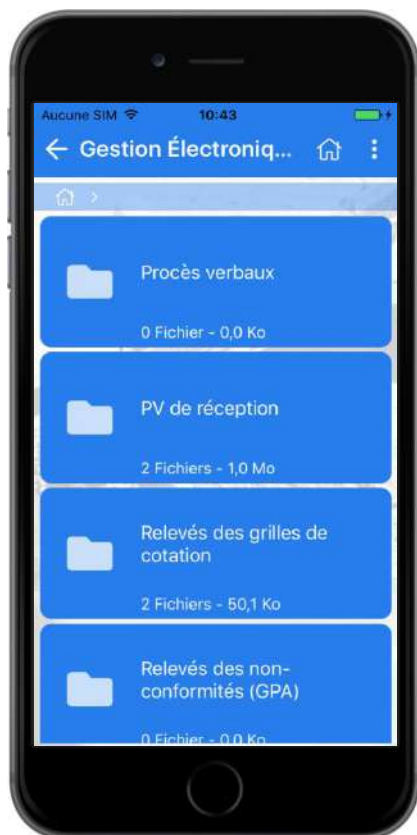 Aucune SIM 10:43
Gestion Électroniq...
Procès verbaux
0 Fichier - 0,0 Ko
PV de réception
2 Fichiers - 1,0 Mo
Relevés des grilles de
cotation
2 Fichiers - 50,1 Ko
Relevés des non-
conformités (GPA)
0 Fichier - 0,0 Ko